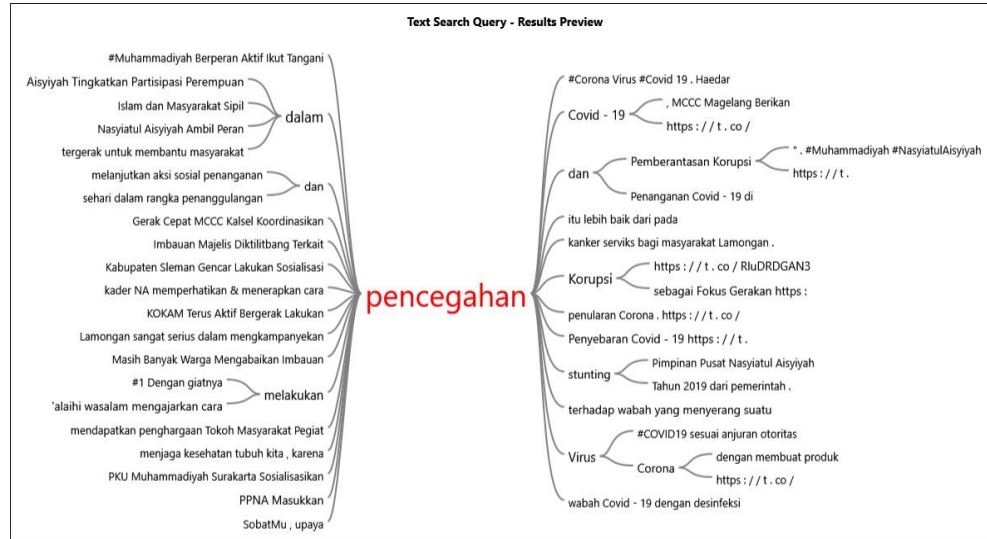 Text Search Query - Results Preview
#Muhammadiyah Berperan Aktif Ikut Tangani
Aisyiyah Tingkatkan Partisipasi Perempuan
Islam dan Masyarakat Sipil
Nasyiatul Aisyiyah Ambil Peran
tergerak untuk membantu masyarakat
dalam
melanjutkan aksi sosial penanganan
sehari dalam rangka penanggulangan
dan
Gerak Cepat MCCC Kalsel Koordinasikan
Imbauan Majelis Diktilitbang Terkait
Kabupaten Sleman Gencar Lakukan Sosialisasi
kader NA memperhatikan & menerapkan cara
KOKAM Terus Aktif Bergerak Lakukan
Lamongan sangat serius dalam mengkampanyekan
Masih Banyak Warga Mengabaikan Imbauan
#1 Dengan giatnya
'alaihi wasalam mengajarkan cara
melakukan
mendapatkan penghargaan Tokoh Masyarakat Pegiat
menjaga kesehatan tubuh kita , karena
PKU Muhammadiyah Surakarta Sosialisasikan
PPNA Masukkan
SobatMu , upaya
pencegahan
#Corona Virus #Covid 19 . Haedar
Covid - 19
, MCCC Magelang Berikan
https : / / t . co /
dan
Pemberantasan Korupsi
" . #Muhammadiyah #NasyiatulAisyiyah
https : / / t .
Penanganan Covid - 19 di
itu lebih baik dari pada
kanker serviks bagi masyarakat Lamongan .
Korupsi
https : / / t . co / RIuDRDGAN3
sebagai Fokus Gerakan https :
penularan Corona . https : / / t . co /
Penyebaran Covid - 19 https : / / t .
stunting
Pimpinan Pusat Nasyiatul Aisyiyah
Tahun 2019 dari pemerintah .
terhadap wabah yang menyerang suatu
Virus
#COVID19 sesuai anjuran otoritas
Corona
dengan membuat produk
https : / / t . co /
wabah Covid - 19 dengan desinfeksi